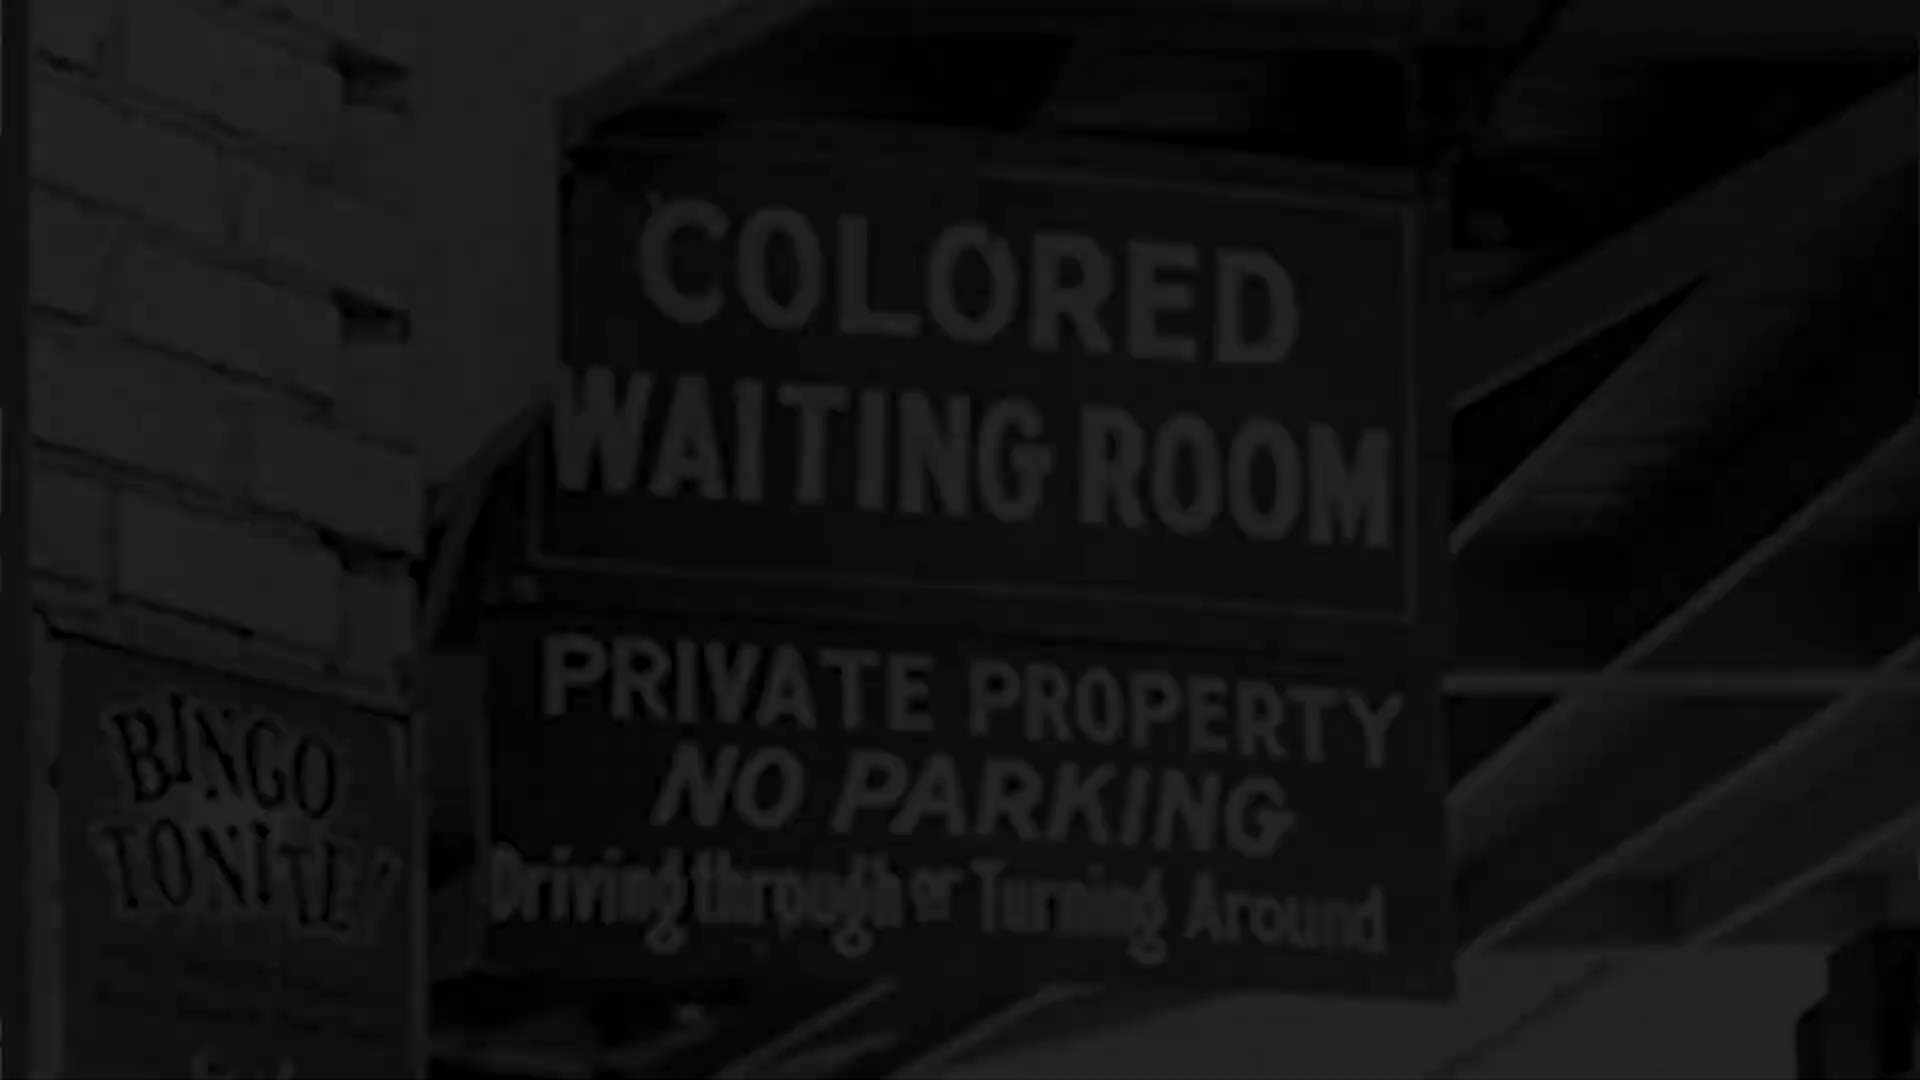 COLORED
WAITING ROOM
PRIVATE PROPERTY
NO PARKING
Driving through or Turning Around
BINGO
TONITE!